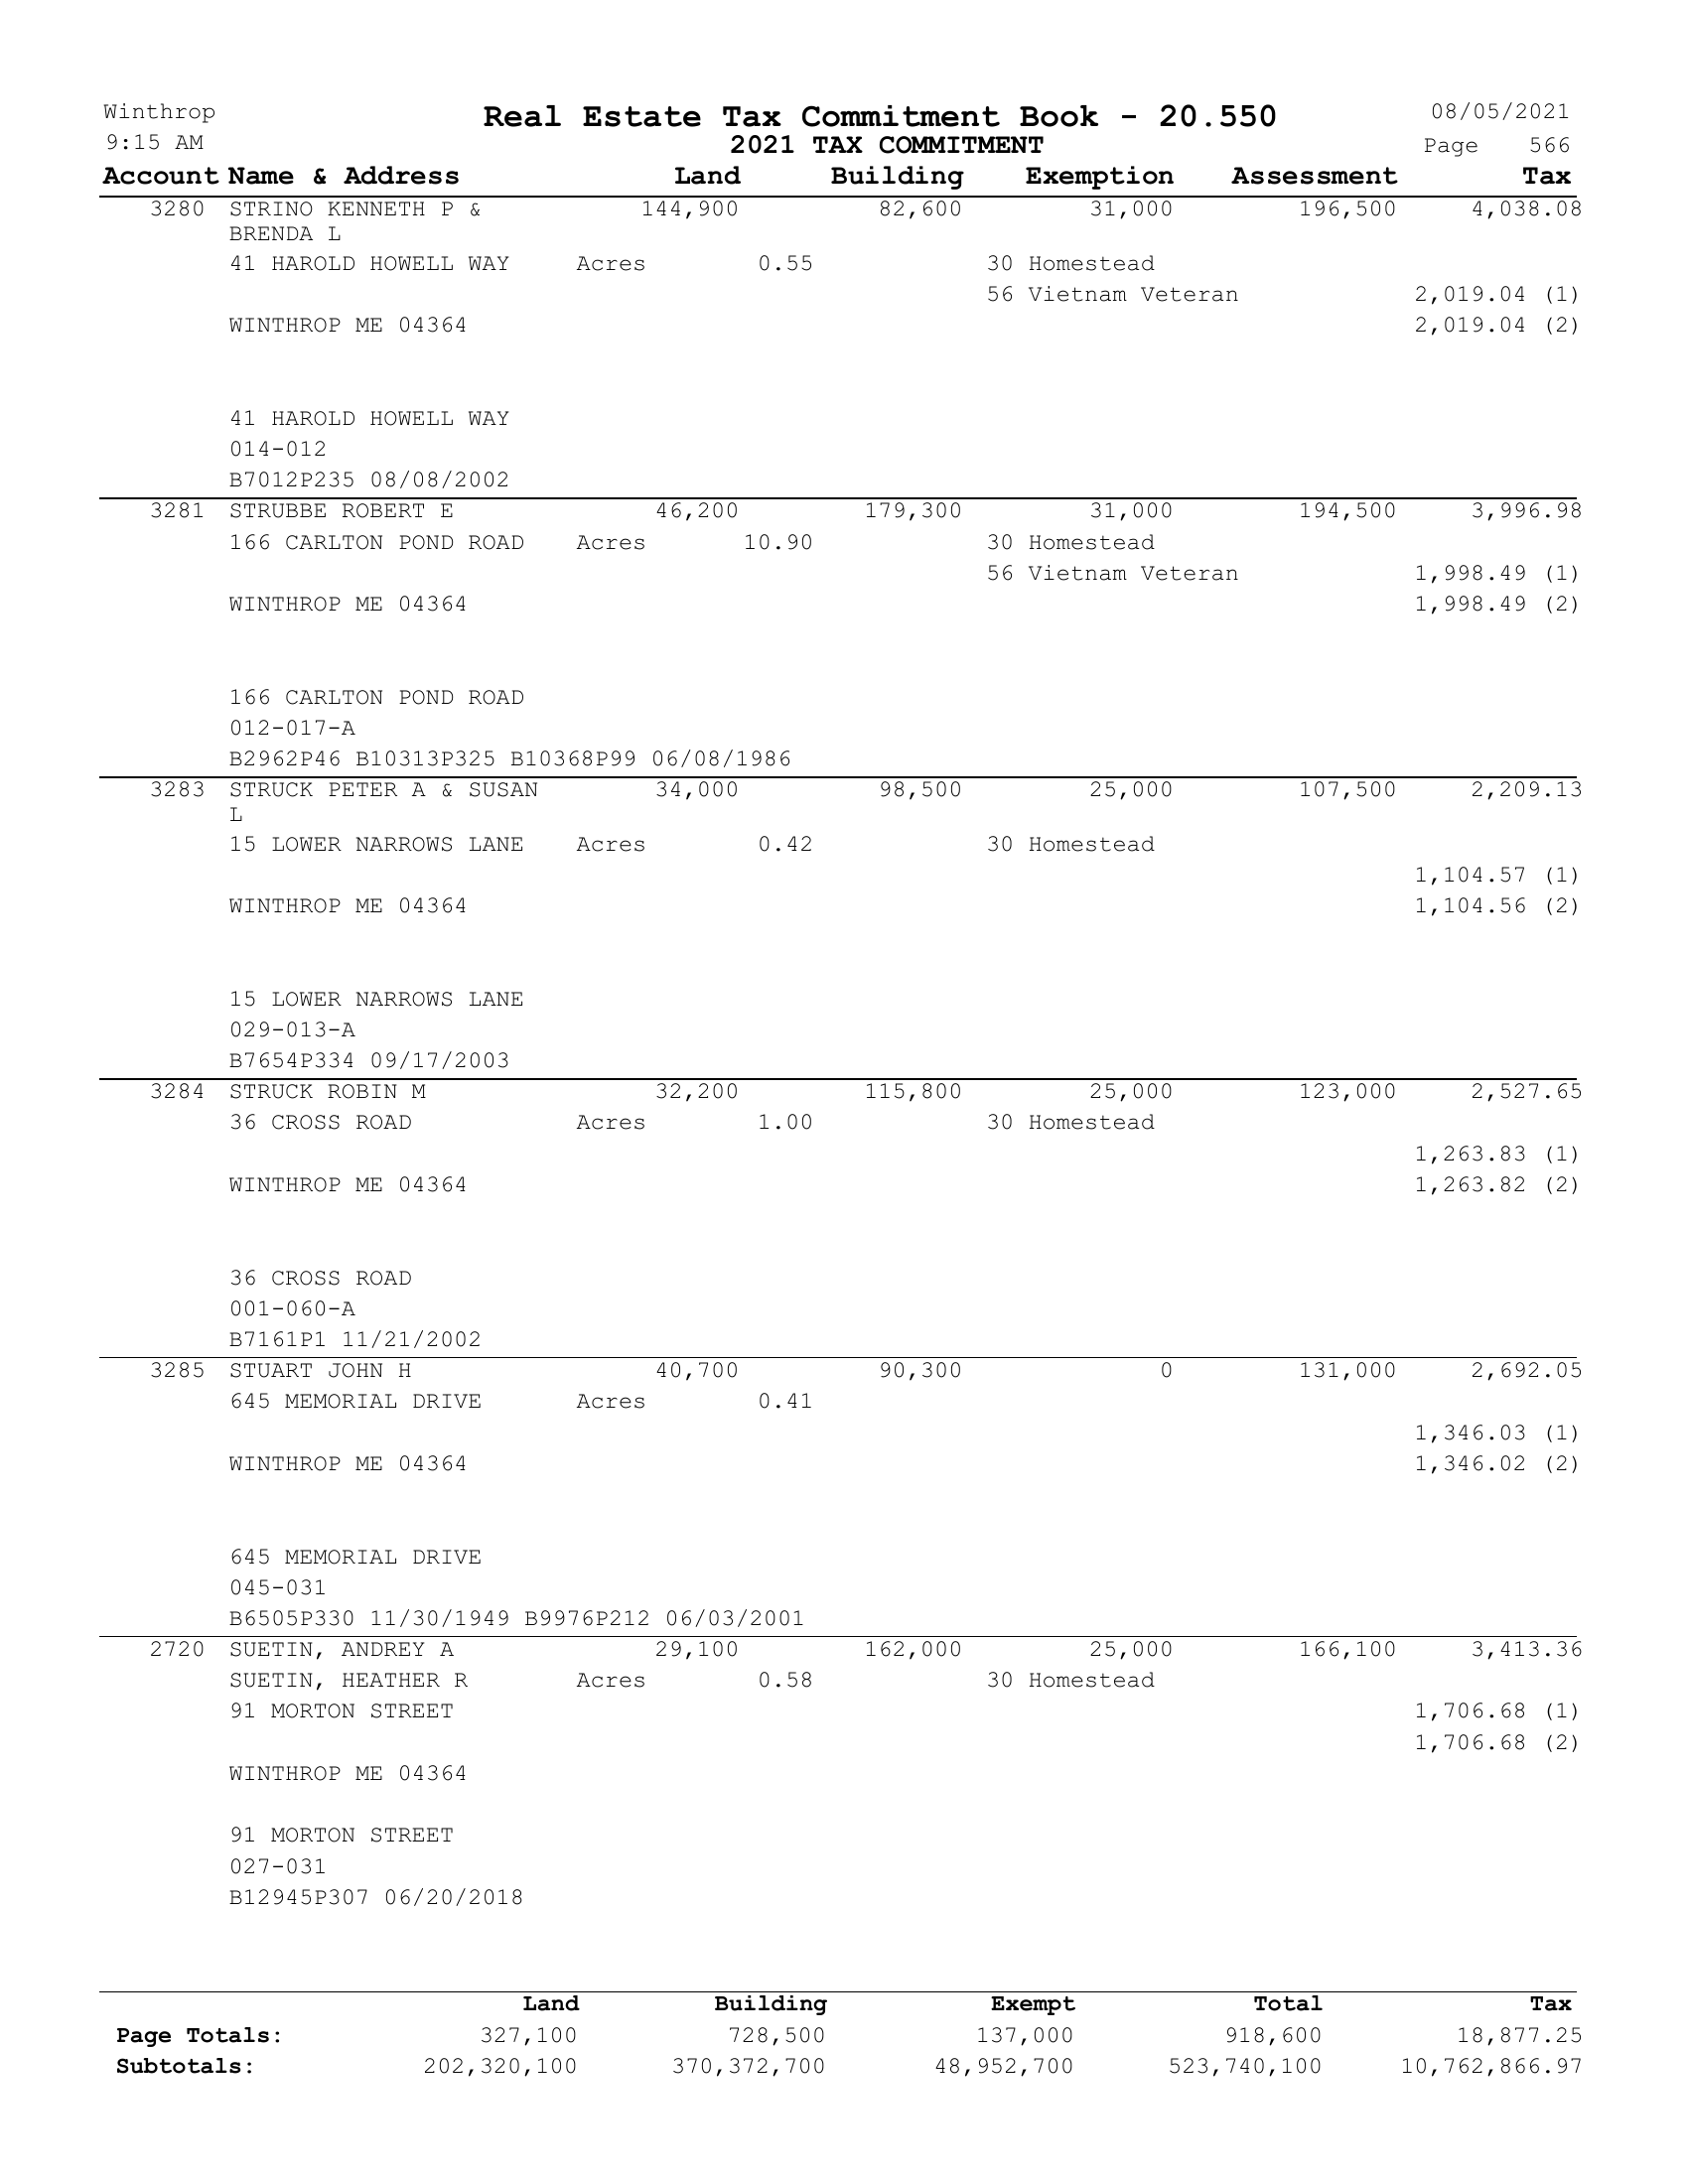 Winthrop Real Estate Tax Commitment Book - 20.550 08/05/2021
9:15 AM 2021 TAX COMMITMENT Page 566
Account Name & Address Land Building Exemption Assessment Tax
3280 STRINO KENNETH P & 144,900 82,600 31,000 196,500 4,038.08
BRENDA L
41 HAROLD HOWELL WAY Acres 0.55 30 Homestead
56 Vietnam Veteran 2,019.04 (1)
WINTHROP ME 04364 2,019.04 (2)
41 HAROLD HOWELL WAY
014-012
B7012P235 08/08/2002
3281 STRUBBE ROBERT E 46,200 179,300 31,000 194,500 3,996.98
166 CARLTON POND ROAD Acres 10.90 30 Homestead
56 Vietnam Veteran 1,998.49 (1)
WINTHROP ME 04364 1,998.49 (2)
166 CARLTON POND ROAD
012-017-A
B2962P46 B10313P325 B10368P99 06/08/1986
3283 STRUCK PETER A & SUSAN 34,000 98,500 25,000 107,500 2,209.13
L
15 LOWER NARROWS LANE Acres 0.42 30 Homestead
1,104.57 (1)
WINTHROP ME 04364 1,104.56 (2)
15 LOWER NARROWS LANE
029-013-A
B7654P334 09/17/2003
3284 STRUCK ROBIN M 32,200 115,800 25,000 123,000 2,527.65
36 CROSS ROAD Acres 1.00 30 Homestead
1,263.83 (1)
WINTHROP ME 04364 1,263.82 (2)
36 CROSS ROAD
001-060-A
B7161P1 11/21/2002
3285 STUART JOHN H 40,700 90,300 0 131,000 2,692.05
645 MEMORIAL DRIVE Acres 0.41
1,346.03 (1)
WINTHROP ME 04364 1,346.02 (2)
645 MEMORIAL DRIVE
045-031
B6505P330 11/30/1949 B9976P212 06/03/2001
2720 SUETIN, ANDREY A 29,100 162,000 25,000 166,100 3,413.36
SUETIN, HEATHER R Acres 0.58 30 Homestead
91 MORTON STREET 1,706.68 (1)
1,706.68 (2)
WINTHROP ME 04364
91 MORTON STREET
027-031
B12945P307 06/20/2018
Land Building Exempt Total Tax
Page Totals: 327,100 728,500 137,000 918,600 18,877.25
Subtotals: 202,320,100 370,372,700 48,952,700 523,740,100 10,762,866.97